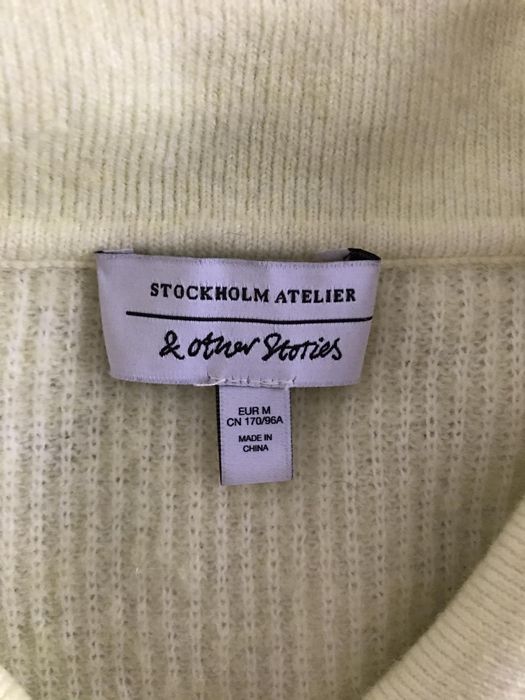 STOCKHOLM ATELIER
& other Stories
EUR M
CN 170/96A
MADE IN
CHINA